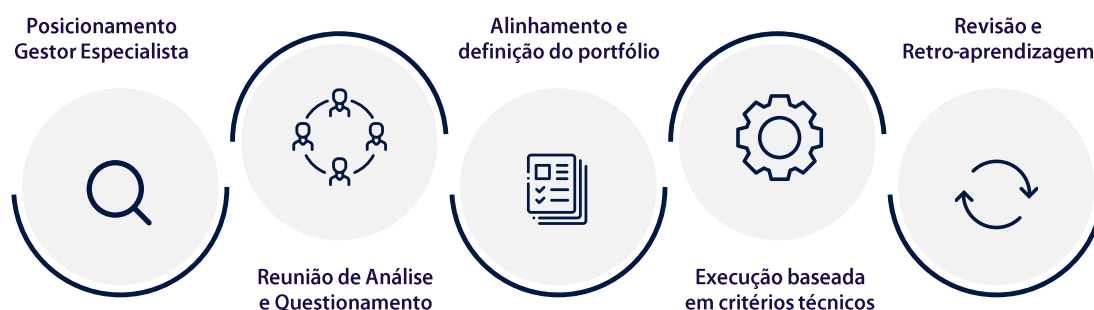 Posicionamento
Gestor Especialista
Reunião de Análise
e Questionamento
Alinhamento e
definição do portfólio
Execução baseada
em critérios técnicos
Revisão e
Retro-aprendizagem